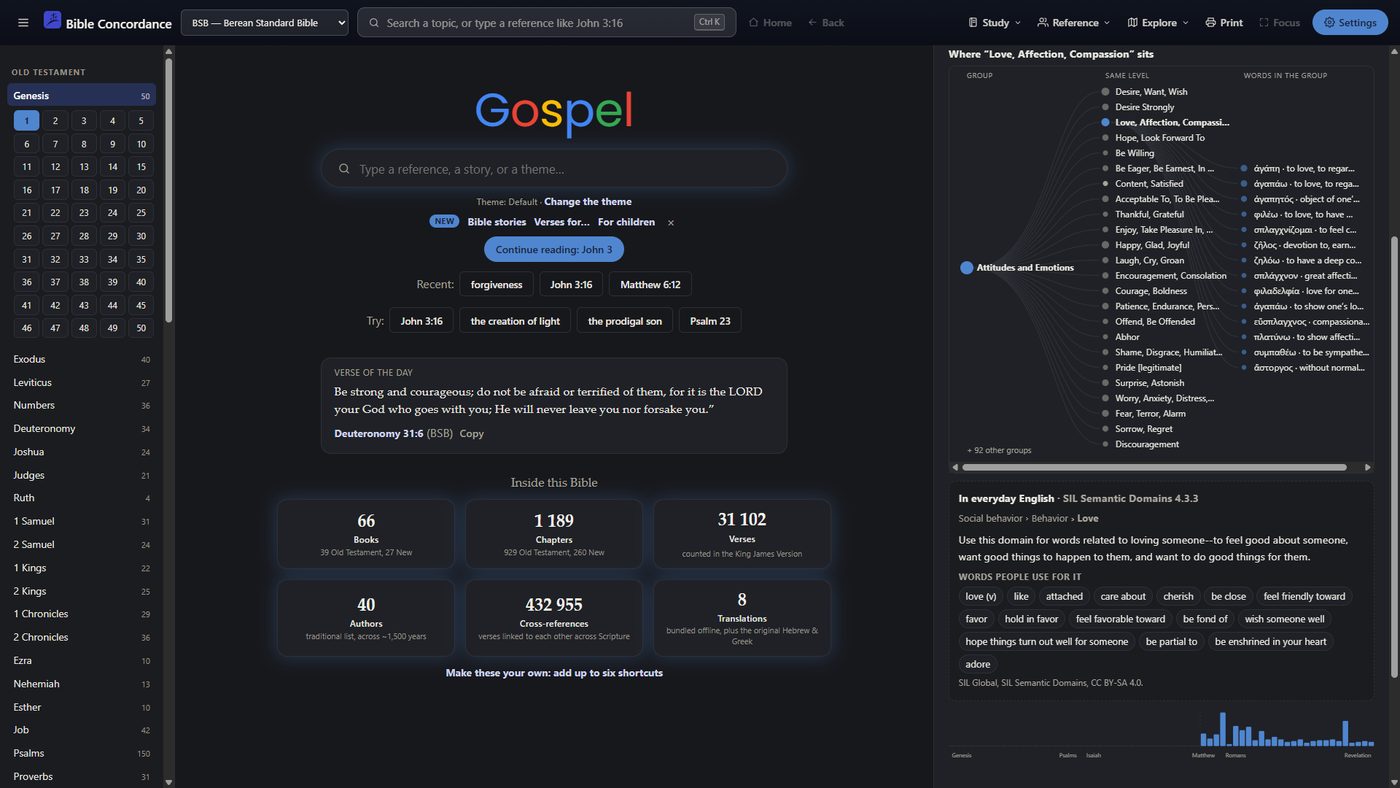 Bible Concordance
BSB — Berean Standard Bible
Search a topic, or type a reference like John 3:16
Ctrl K
Home
Back
Study
Reference
Explore
Print
Focus
Settings
OLD TESTAMENT
Genesis 50
1 2 3 4 5
6 7 8 9 10
11 12 13 14 15
16 17 18 19 20
21 22 23 24 25
26 27 28 29 30
31 32 33 34 35
36 37 38 39 40
41 42 43 44 45
46 47 48 49 50
Exodus 40
Leviticus 27
Numbers 36
Deuteronomy 34
Joshua 24
Judges 21
Ruth 4
1 Samuel 31
2 Samuel 24
1 Kings 22
2 Kings 25
1 Chronicles 29
2 Chronicles 36
Ezra 10
Nehemiah 13
Esther 10
Job 42
Psalms 150
Proverbs 31
Gospel
Type a reference, a story, or a theme...
Theme: Default · Change the theme
NEW Bible stories Verses for... For children ×
Continue reading: John 3
Recent: forgiveness John 3:16 Matthew 6:12
Try: John 3:16 the creation of light the prodigal son Psalm 23
VERSE OF THE DAY
Be strong and courageous; do not be afraid or terrified of them, for it is the LORD
your God who goes with you; He will never leave you nor forsake you.”
Deuteronomy 31:6 (BSB) Copy
Inside this Bible
66
Books
39 Old Testament, 27 New
1 189
Chapters
929 Old Testament, 260 New
31 102
Verses
counted in the King James Version
40
Authors
traditional list, across ~1,500 years
432 955
Cross-references
verses linked to each other across Scripture
8
Translations
bundled offline, plus the original Hebrew &
Greek
Make these your own: add up to six shortcuts
Where “Love, Affection, Compassion” sits
GROUP
SAME LEVEL
WORDS IN THE GROUP
Attitudes and Emotions
+ 92 other groups
Desire, Want, Wish
Desire Strongly
Love, Affection, Compassi...
Hope, Look Forward To
Be Willing
Be Eager, Be Earnest, In ...
Content, Satisfied
Acceptable To, To Be Plea...
Thankful, Grateful
Enjoy, Take Pleasure In, ...
Happy, Glad, Joyful
Laugh, Cry, Groan
Encouragement, Consolation
Courage, Boldness
Patience, Endurance, Pers...
Offend, Be Offended
Abhor
Shame, Disgrace, Humiliat...
Pride [legitimate]
Surprise, Astonish
Worry, Anxiety, Distress,...
Fear, Terror, Alarm
Sorrow, Regret
Discouragement
ἀγάπη · to love, to regar...
ἀγαπάω · to love, to rega...
ἀγαπητός · object of one’...
φιλέω · to love, to have ...
σπλαγχνίζομαι · to feel c...
ζῆλος · devotion to, earn...
ζηλόω · to have a deep co...
σπλάγχνον · great affecti...
φιλαδελφία · love for one...
ἀγαπάω · to show one’s lo...
εὔσπλαγχνος · compassiona...
πλατύνω · to show affecti...
συμπαθέω · to be sympathe...
ἄστοργος · without normal...
In everyday English · SIL Semantic Domains 4.3.3
Social behavior › Behavior › Love
Use this domain for words related to loving someone--to feel good about someone,
want good things to happen to them, and want to do good things for them.
WORDS PEOPLE USE FOR IT
love (v) like attached care about cherish be close feel friendly toward
favor hold in favor feel favorable toward be fond of wish someone well
hope things turn out well for someone be partial to be enshrined in your heart
adore
SIL Global, SIL Semantic Domains, CC BY-SA 4.0.
Genesis Psalms Isaiah Matthew Romans Revelation